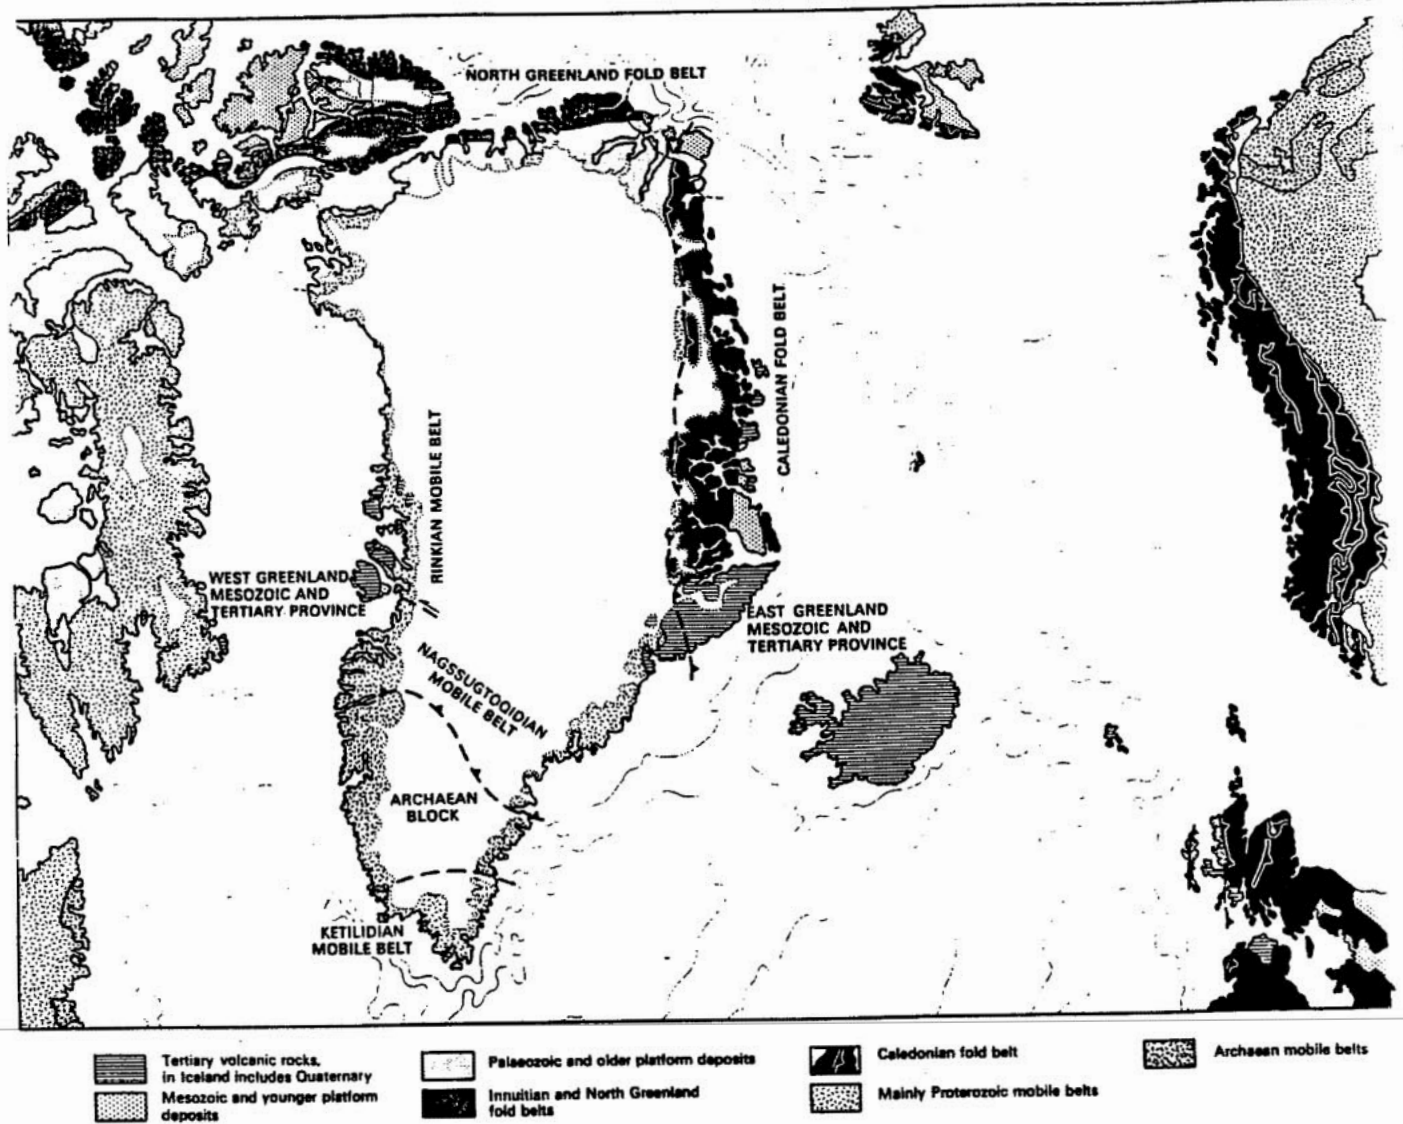 NORTH GREENLAND FOLD BELT
CALEDONIAN FOLD BELT
RINKIAN MOBILE BELT
WEST GREENLAND
MESOZOIC AND
TERTIARY PROVINCE
EAST GREENLAND
MESOZOIC AND
TERTIARY PROVINCE
NAGSSUGTOQIDIAN
MOBILE BELT
ARCHAEAN
BLOCK
KETILIDIAN
MOBILE BELT
Tertiary volcanic rocks,
in Iceland includes Quaternary
Mesozoic and younger platform
deposits
Palaeozoic and older platform deposits
Innuitian and North Greenland
fold belts
Caledonian fold belt
Mainly Proterozoic mobile belts
Archaean mobile belts